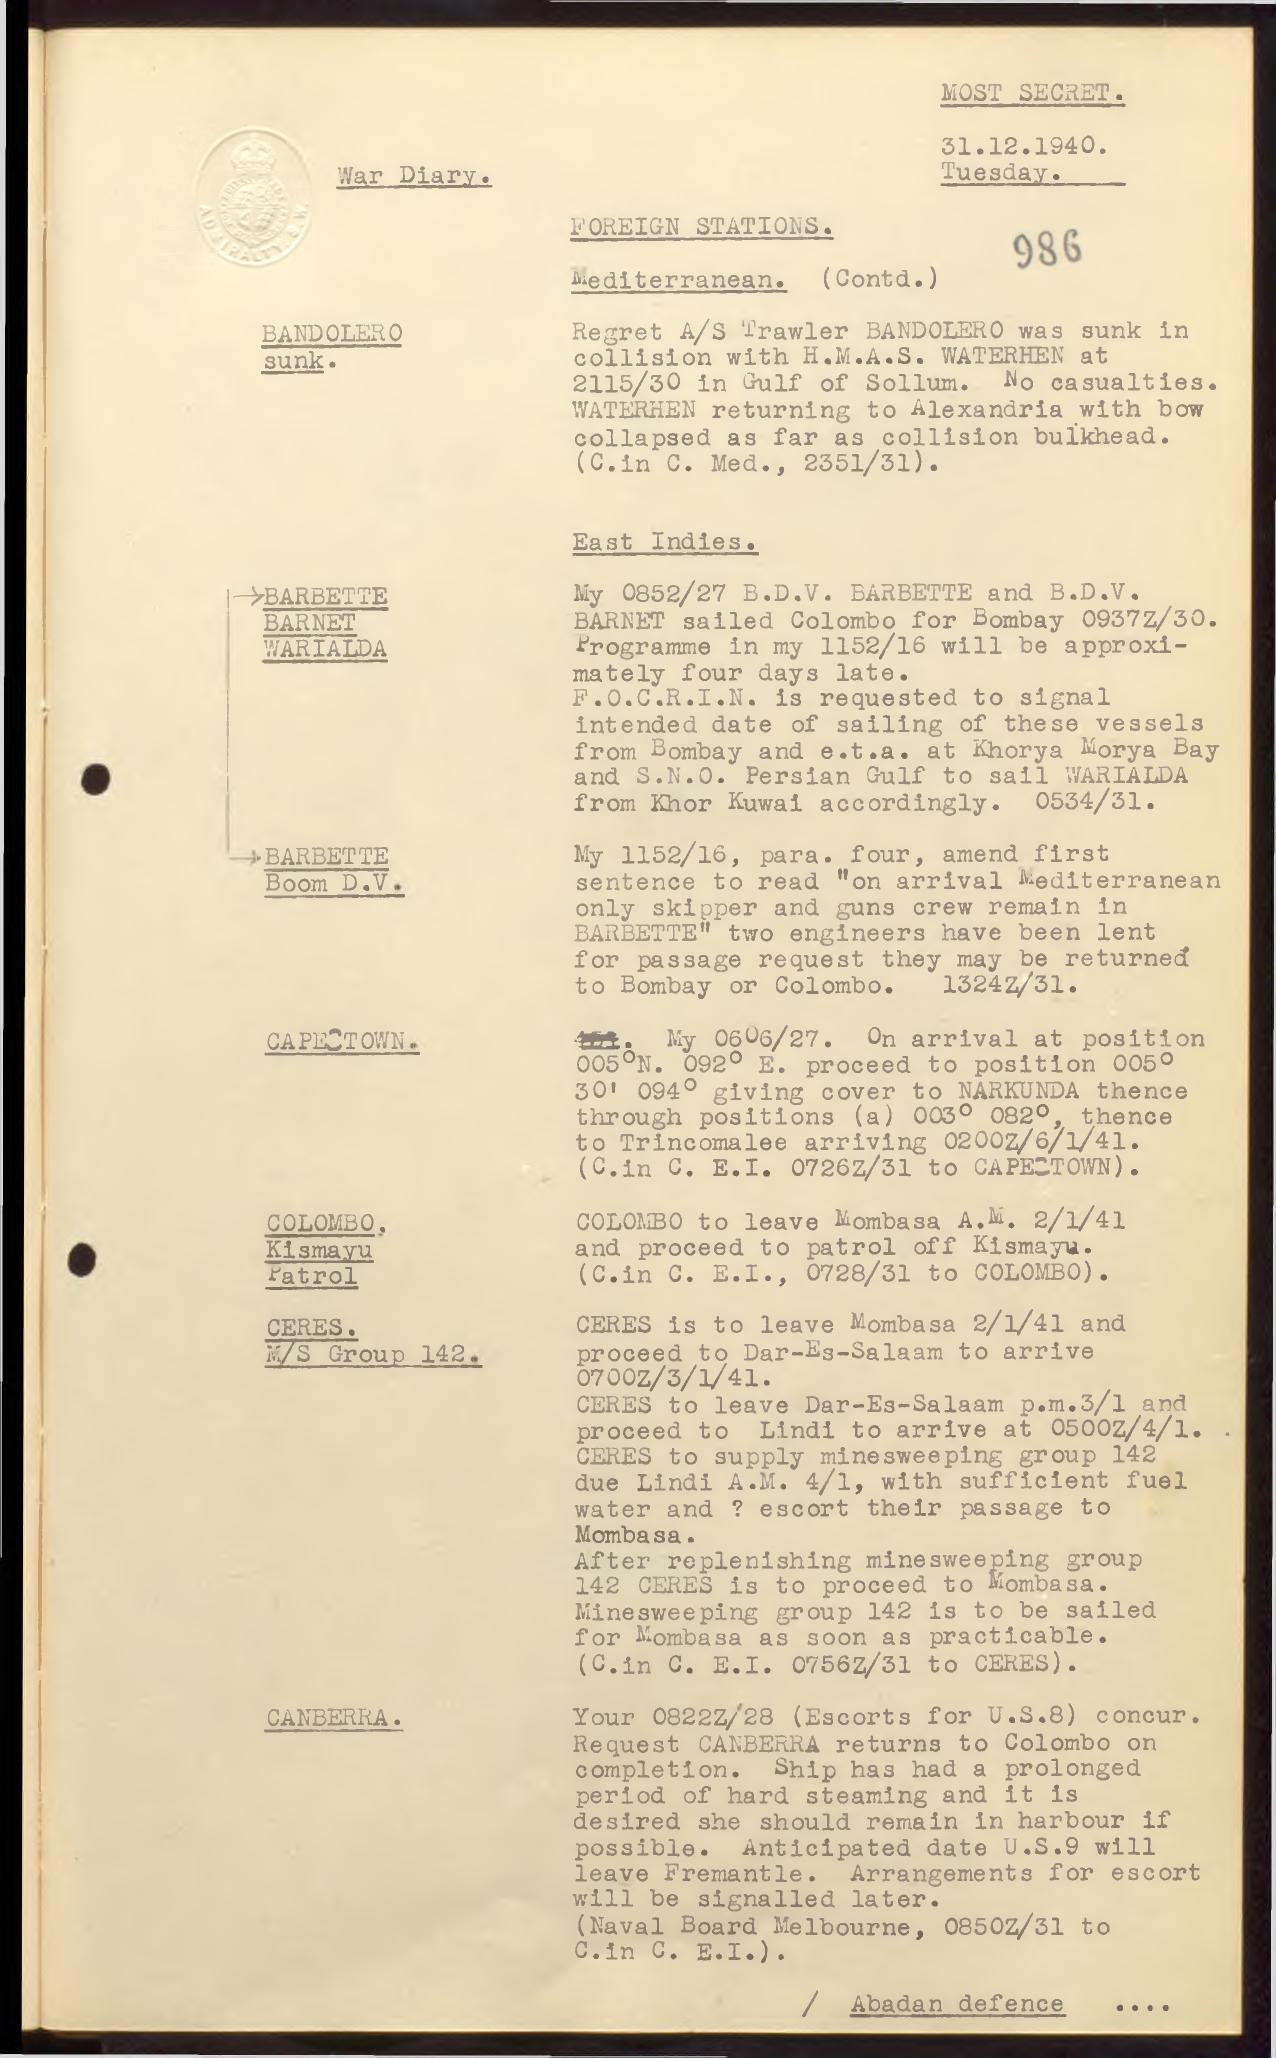 MOST SECRET.
31.12.1940.
Tuesday.
ADMIRALTY. S.W.
War Diary.
FOREIGN STATIONS.
986
Mediterranean. (Contd.)
BANDOLERO
sunk.
Regret A/S Trawler BANDOLERO was sunk in
collision with H.M.A.S. WATERHEN at
2115/30 in Gulf of Sollum. No casualties.
WATERHEN returning to Alexandria with bow
collapsed as far as collision bulkhead.
(C.in C. Med., 2351/31).
East Indies.
→BARBETTE
BARNET
WARIALDA
My 0852/27 B.D.V. BARBETTE and B.D.V.
BARNET sailed Colombo for Bombay 0937Z/30.
Programme in my 1152/16 will be approxi-
mately four days late.
F.O.C.R.I.N. is requested to signal
intended date of sailing of these vessels
from Bombay and e.t.a. at Khorya Morya Bay
and S.N.O. Persian Gulf to sail WARIALDA
from Khor Kuwai accordingly. 0534/31.
→BARBETTE
Boom D.V.
My 1152/16, para. four, amend first
sentence to read "on arrival Mediterranean
only skipper and guns crew remain in
BARBETTE" two engineers have been lent
for passage request they may be returned
to Bombay or Colombo. 1324Z/31.
CAPETOWN.
My 0606/27. On arrival at position
005°N. 092° E. proceed to position 005°
30' 094° giving cover to NARKUNDA thence
through positions (a) 003° 082°, thence
to Trincomalee arriving 0200Z/6/1/41.
(C.in C. E.I. 0726Z/31 to CAPETOWN).
COLOMBO.
Kismayu
Patrol
COLOMBO to leave Mombasa A.M. 2/1/41
and proceed to patrol off Kismayu.
(C.in C. E.I., 0728/31 to COLOMBO).
CERES.
M/S Group 142.
CERES is to leave Mombasa 2/1/41 and
proceed to Dar-Es-Salaam to arrive
0700Z/3/1/41.
CERES to leave Dar-Es-Salaam p.m.3/1 and
proceed to Lindi to arrive at 0500Z/4/1.
CERES to supply minesweeping group 142
due Lindi A.M. 4/1, with sufficient fuel
water and ? escort their passage to
Mombasa.
After replenishing minesweeping group
142 CERES is to proceed to Mombasa.
Minesweeping group 142 is to be sailed
for Mombasa as soon as practicable.
(C.in C. E.I. 0756Z/31 to CERES).
CANBERRA.
Your 0822Z/28 (Escorts for U.S.8) concur.
Request CANBERRA returns to Colombo on
completion. Ship has had a prolonged
period of hard steaming and it is
desired she should remain in harbour if
possible. Anticipated date U.S.9 will
leave Fremantle. Arrangements for escort
will be signalled later.
(Naval Board Melbourne, 0850Z/31 to
C.in C. E.I.).
/ Abadan defence ....